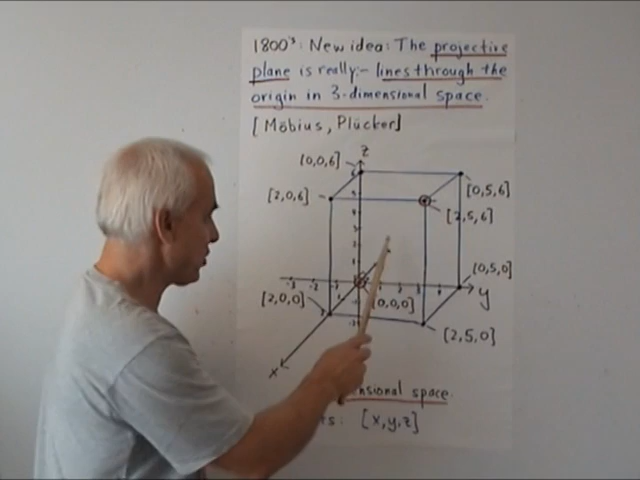 1800's: New idea: The projective
plane is really:- lines through the
origin in 3-dimensional space.
[Möbius, Plücker]
z
[0,0,6]
[2,0,6]
[0,5,6]
[2,5,6]
[0,5,0]
y
[2,0,0]
[0,0,0]
[2,5,0]
x
space.
: [x,y,z]